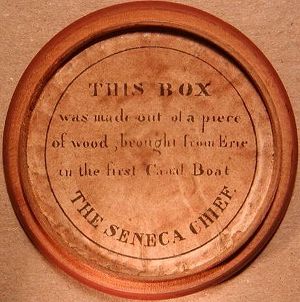 THIS BOX
was made out of a piece
of wood, brought from Erie
in the first Canal Boat
THE SENECA CHIEF.